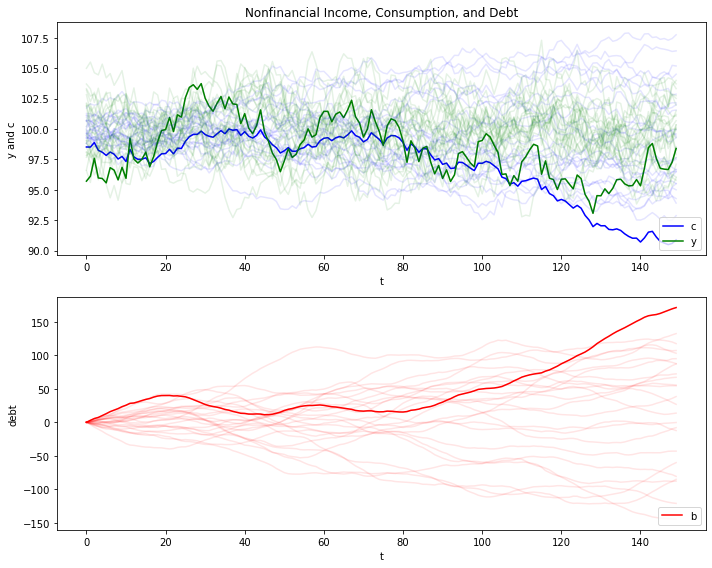 Nonfinancial Income, Consumption, and Debt
107.5
105.0
102.5
100.0
97.5
95.0
92.5
90.0
y and c
c
y
0 20 40 60 80 100 120 140
t
150
100
50
0
−50
−100
−150
debt
b
0 20 40 60 80 100 120 140
t